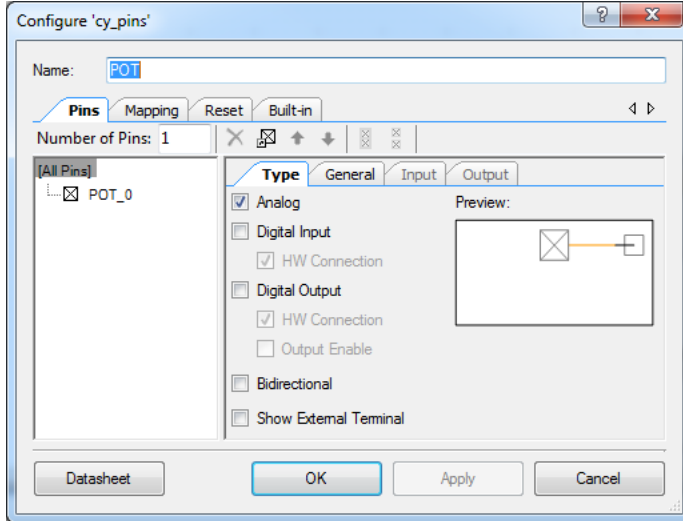 Configure 'cy_pins'
Name: POT
Pins Mapping Reset Built-in
Number of Pins: 1
[All Pins]
POT_0
Type General Input Output
Analog
Preview:
Digital Input
HW Connection
Digital Output
HW Connection
Output Enable
Bidirectional
Show External Terminal
Datasheet OK Apply Cancel